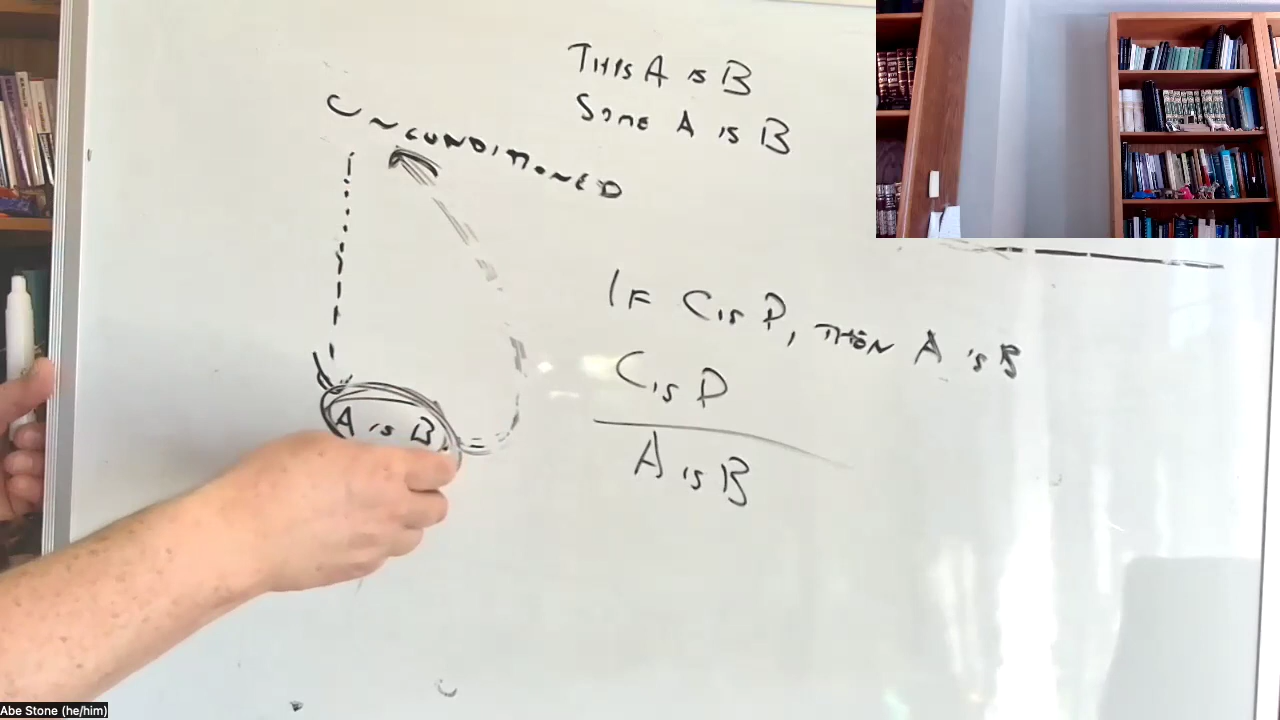 THIS A IS B
SOME A IS B
UNCONDITIONED
IF C IS D, THEN A IS B
C IS D
A IS B
A IS B
Abe Stone (he/him)